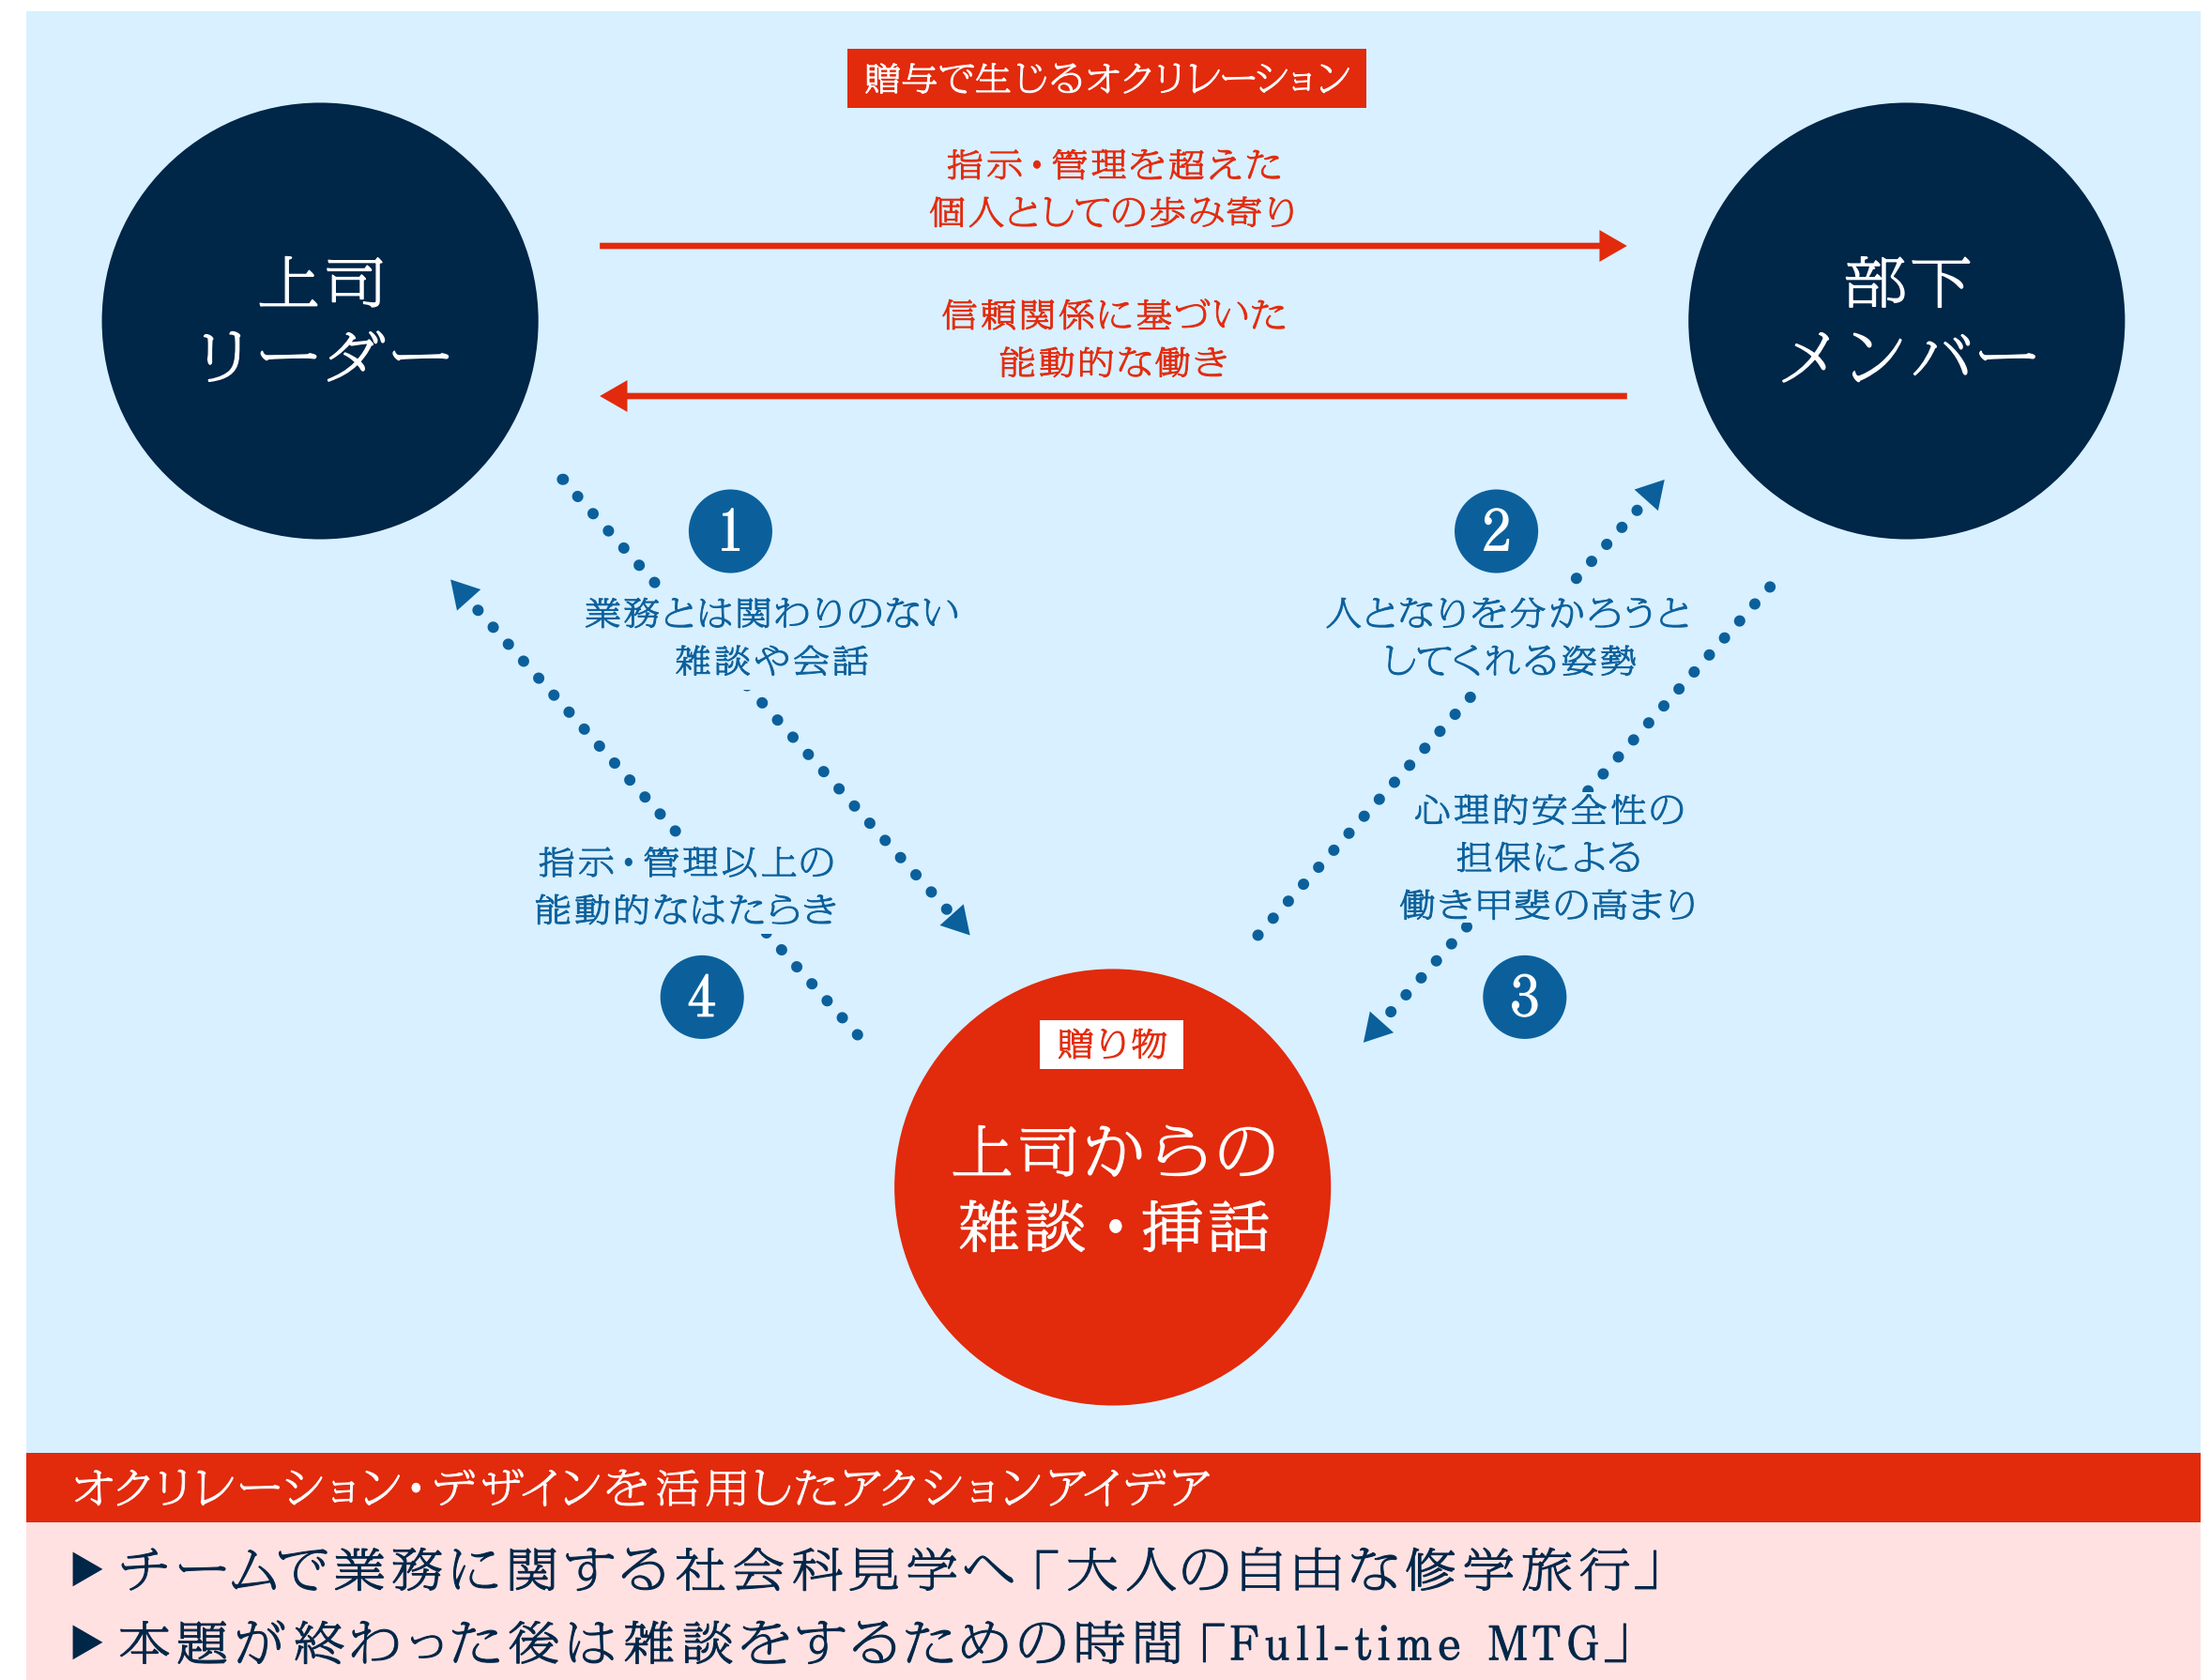 贈与で生じるオクリレーション
指示・管理を超えた
個人としての歩み寄り
上司
リーダー
部下
メンバー
信頼関係に基づいた
能動的な働き
1
業務とは関わりのない
雑談や会話
2
人となりを分かろうと
してくれる姿勢
心理的安全性の
担保による
働き甲斐の高まり
3
指示・管理以上の
能動的なはたらき
4
贈り物
上司からの
雑談・挿話
オクリレーション・デザインを活用したアクションアイデア
▶チームで業務に関する社会科見学へ「大人の自由な修学旅行」
▶本題が終わった後は雑談をするための時間「Full-time MTG」